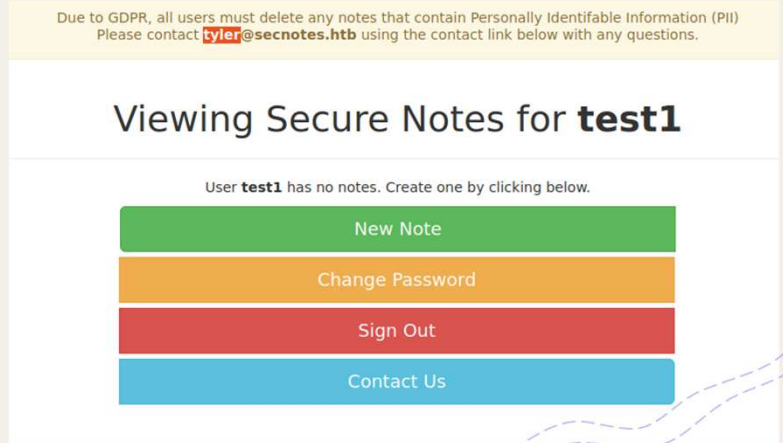 Due to GDPR, all users must delete any notes that contain Personally Identifable Information (PII)
Please contact tyler@secnotes.htb using the contact link below with any questions.
Viewing Secure Notes for test1
User test1 has no notes. Create one by clicking below.
New Note
Change Password
Sign Out
Contact Us